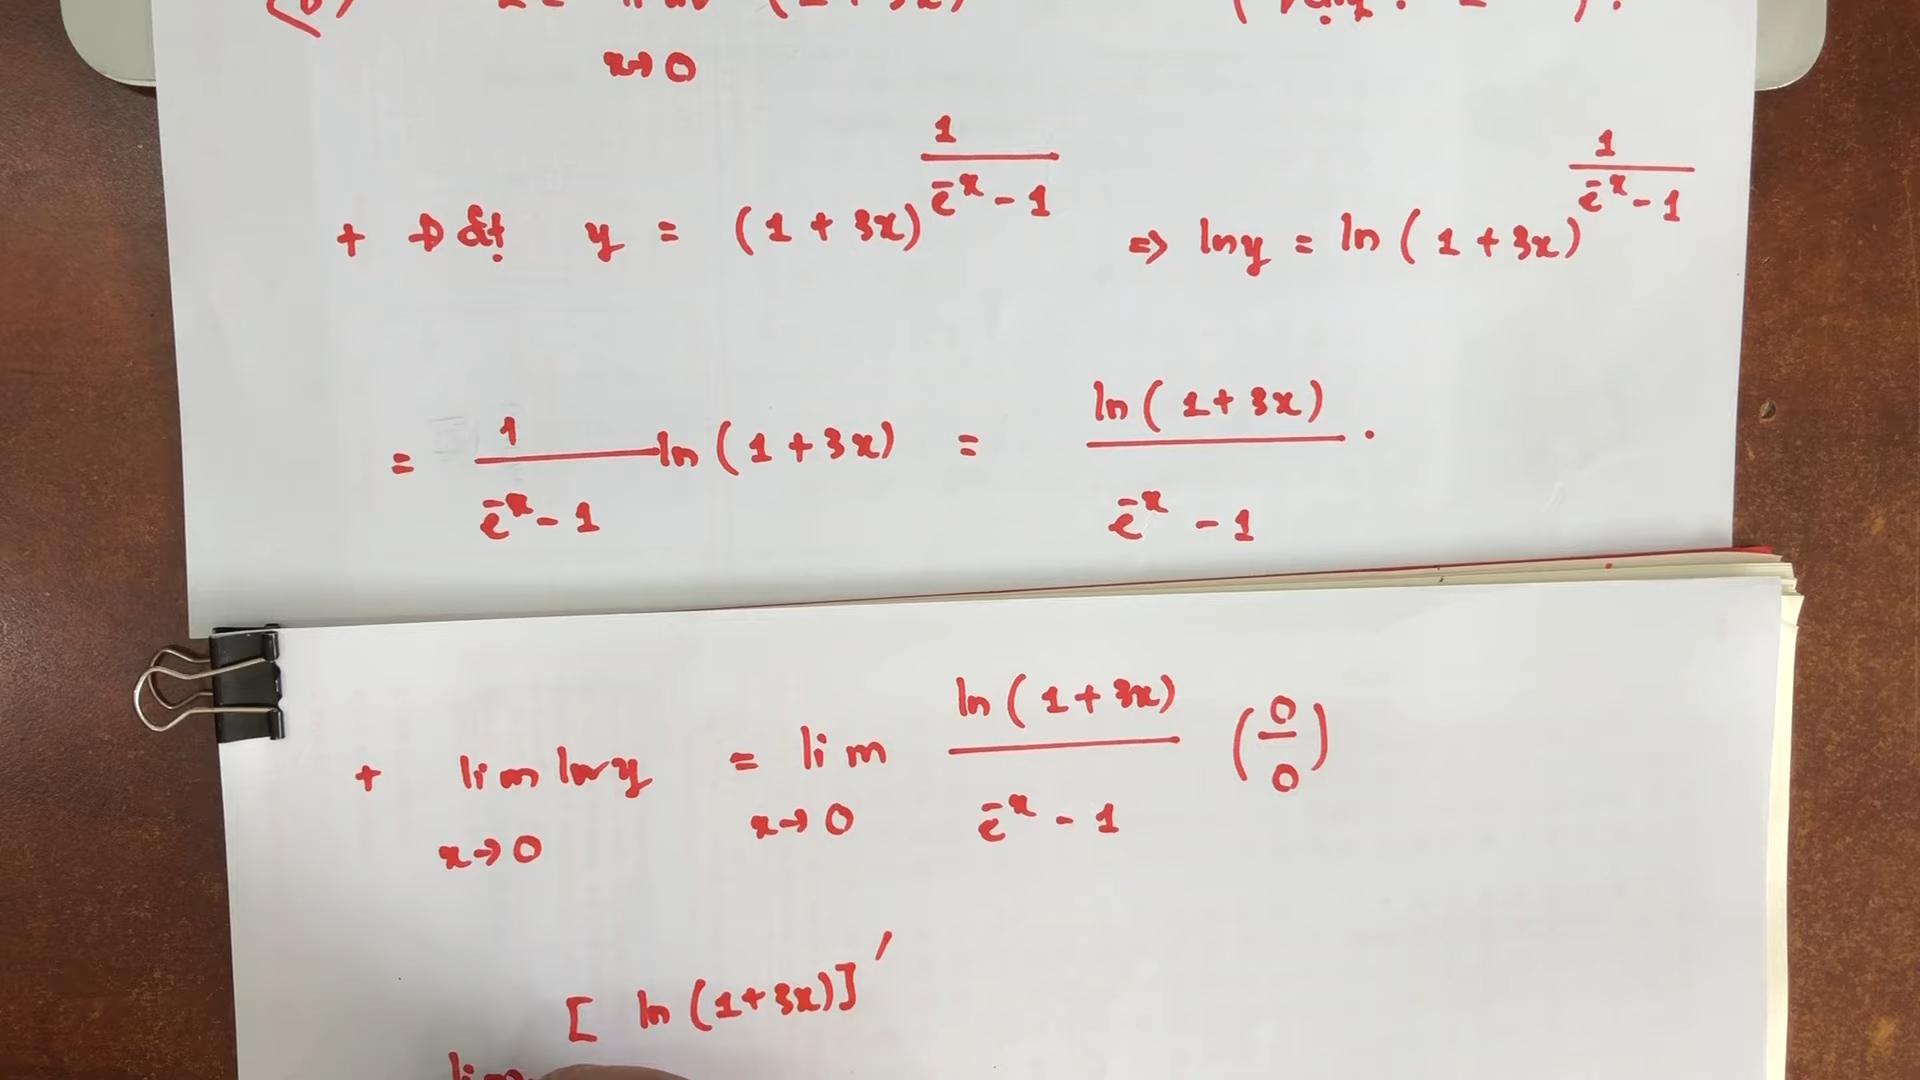 x→0
+ Đặt y = (1 + 3x)^(1/(e^-x - 1)) => lny = ln(1 + 3x)^(1/(e^-x - 1))
= 1/(e^-x - 1) ln(1 + 3x) = ln(1 + 3x)/(e^-x - 1).
+ lim lny = lim ln(1 + 3x)/(e^-x - 1) (0/0)
x→0 x→0
[ln(1+3x)]'
lim